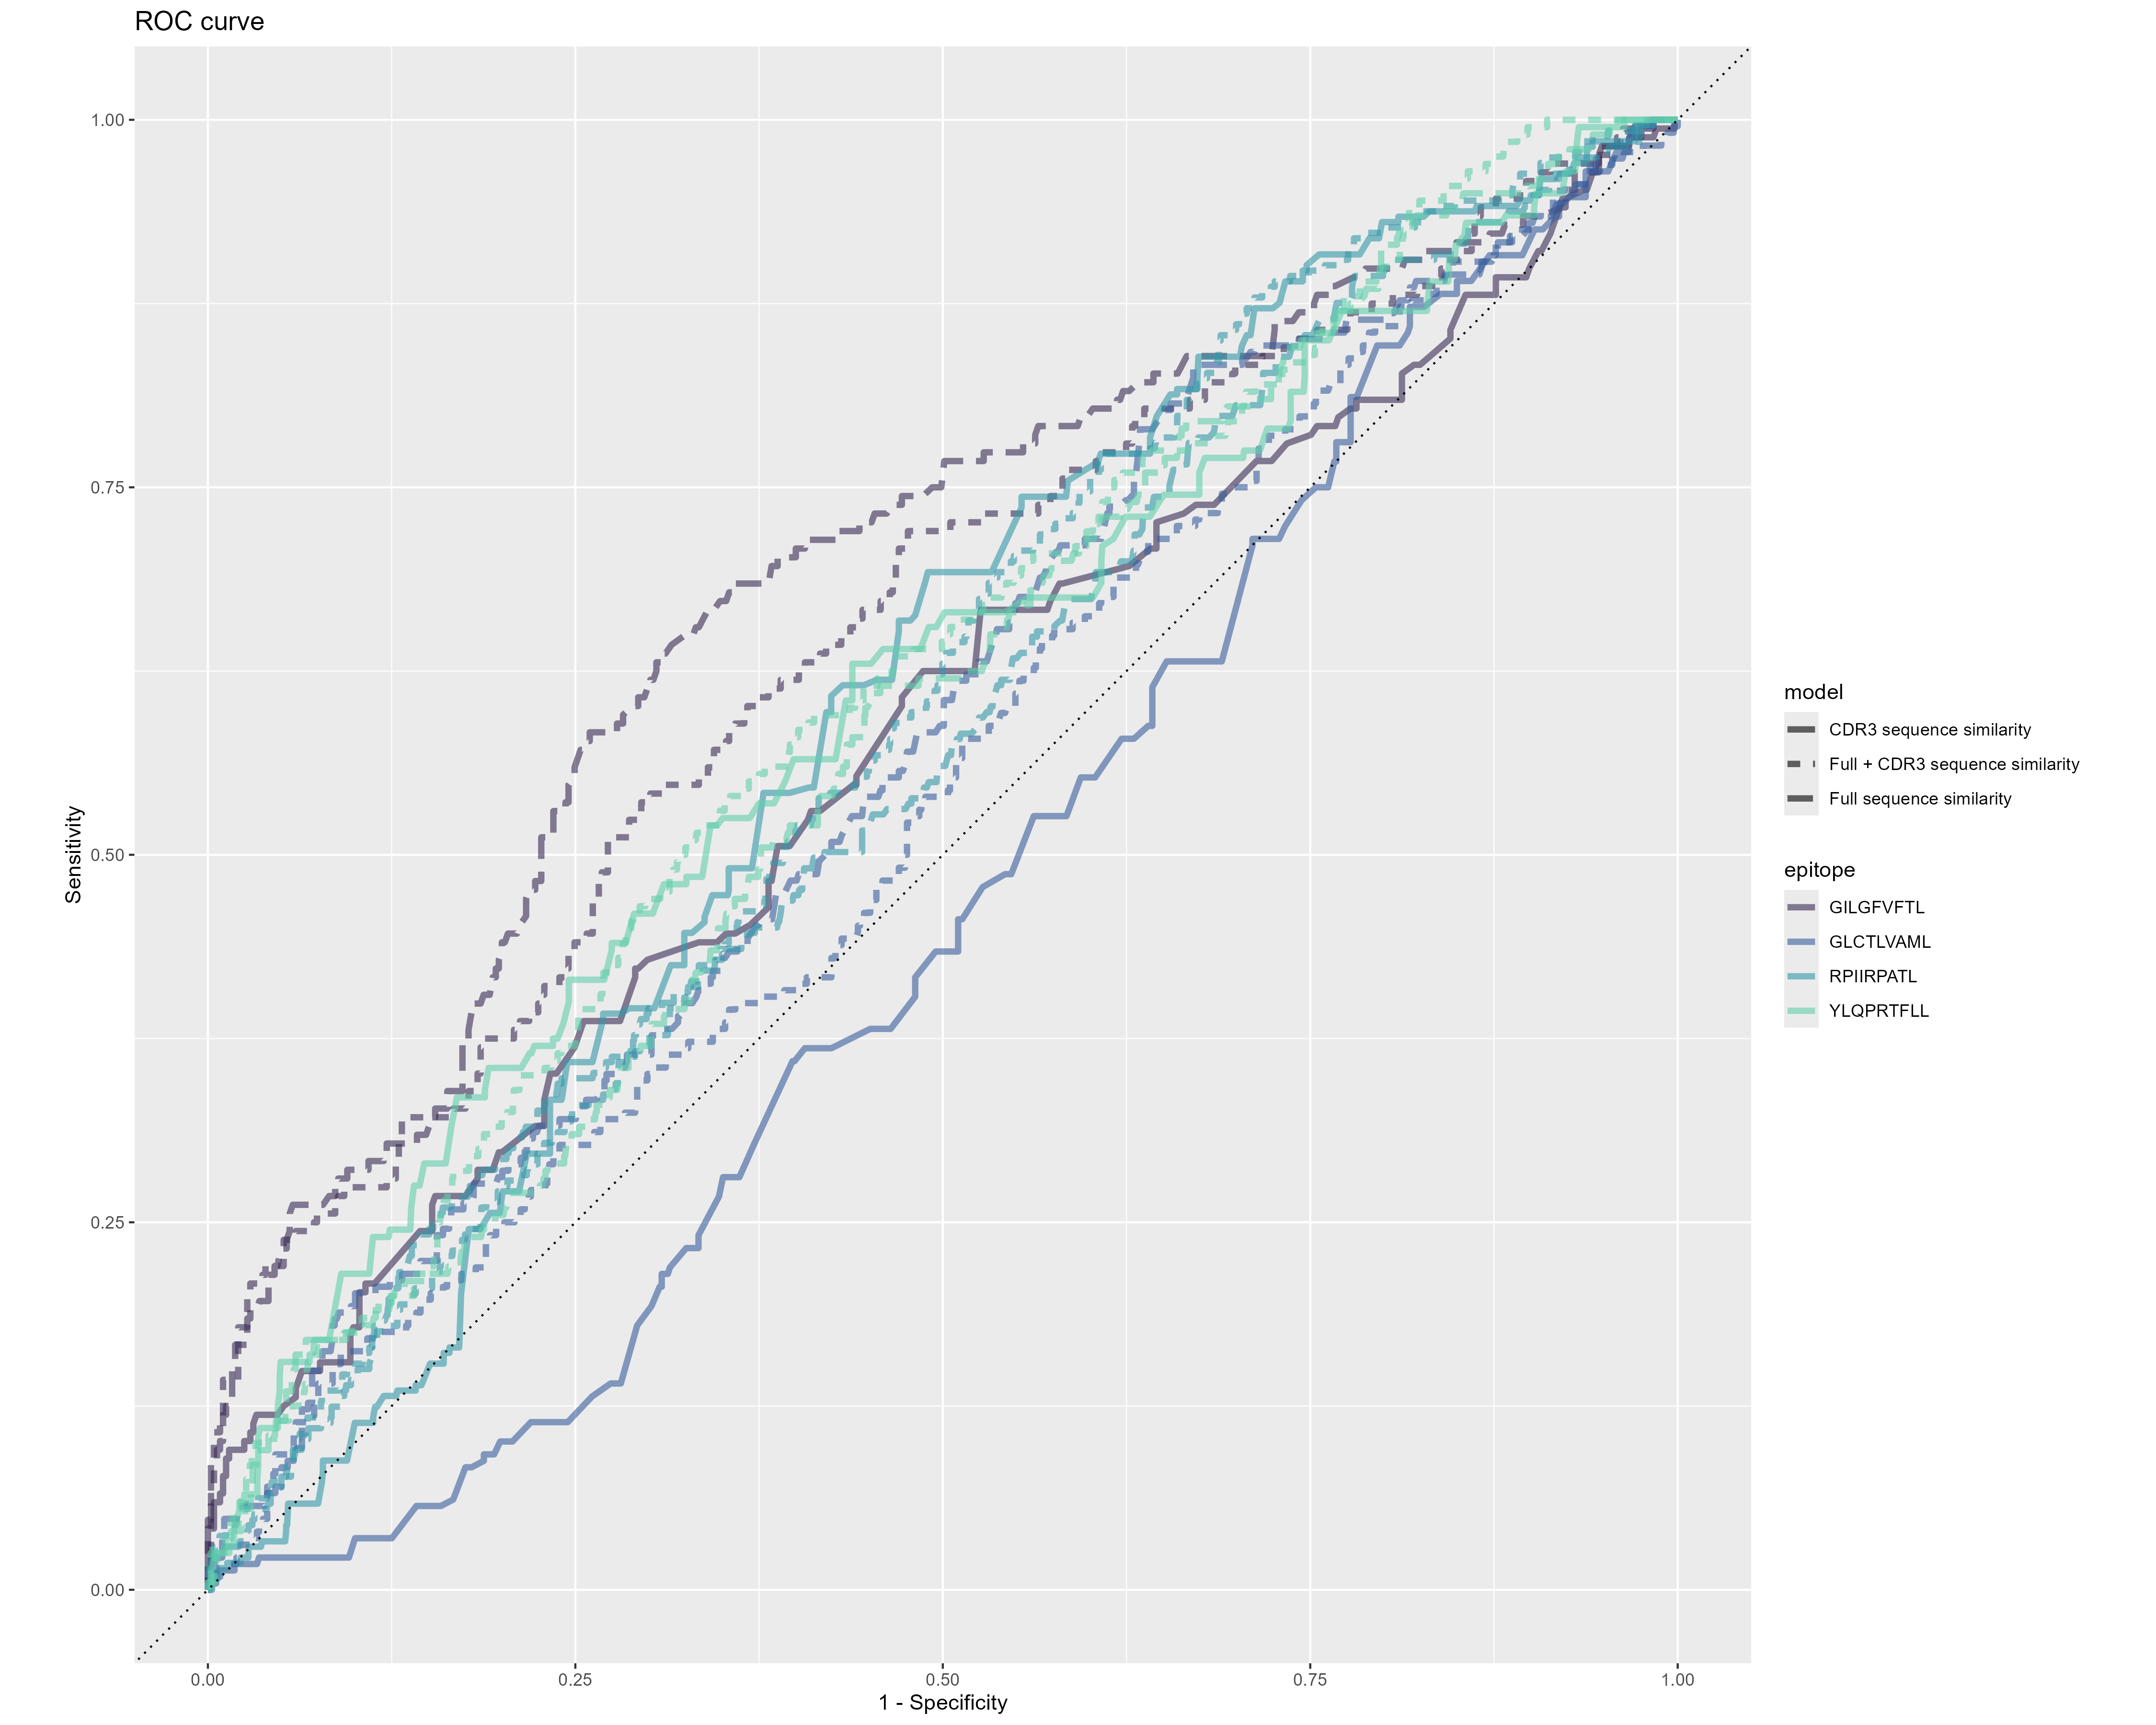 ROC curve
1.00
0.75
0.50
0.25
0.00
Sensitivity
0.00
0.25
0.50
0.75
1.00
1 - Specificity
model
CDR3 sequence similarity
Full + CDR3 sequence similarity
Full sequence similarity
epitope
GILGFVFTL
GLCTLVAML
RPIIRPATL
YLQPRTFLL